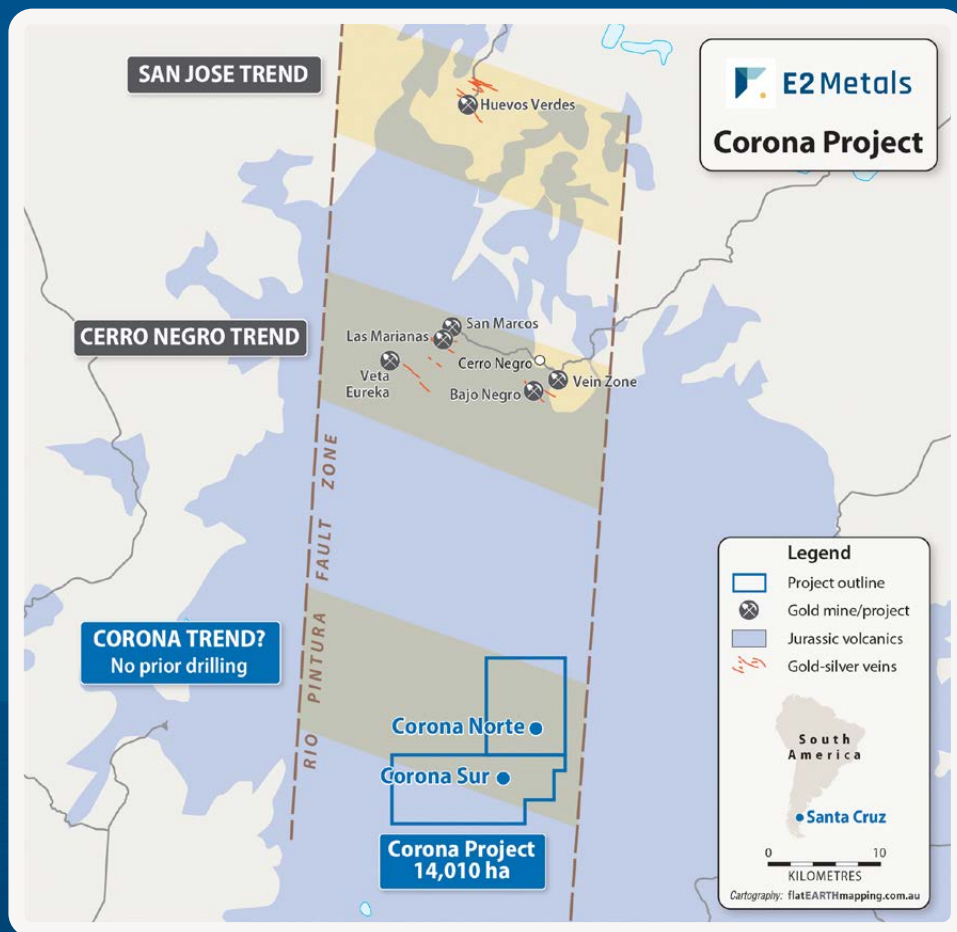 SAN JOSE TREND
Huevos Verdes
E2 Metals
Corona Project
CERRO NEGRO TREND
San Marcos
Las Marianas
Cerro Negro
Veta
Eureka
Vein Zone
Bajo Negro
RIO PINTURA FAULT ZONE
CORONA TREND?
No prior drilling
Corona Norte
Corona Sur
Corona Project
14,010 ha
Legend
Project outline
Gold mine/project
Jurassic volcanics
Gold-silver veins
South
America
Santa Cruz
0 10
KILOMETRES
Cartography: flatEARTHmapping.com.au